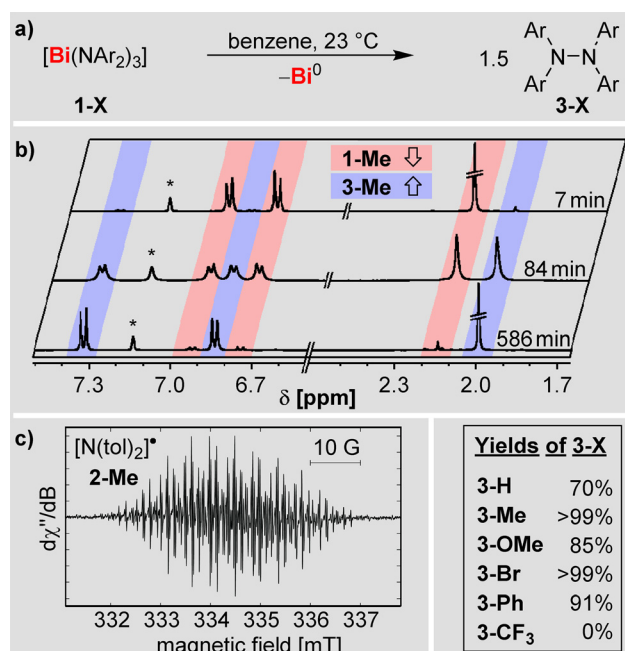 a)
[Bi(NAr₂)₃]
1-X
benzene, 23 °C
–Bi⁰
1.5
Ar Ar
N–N
Ar Ar
3-X
b)
1-Me ⇩
3-Me ⇧
* 7 min
* 84 min
* 586 min
7.3 7.0 6.7 2.3 2.0 1.7
δ [ppm]
c)
[N(tol)₂]•
2-Me
10 G
dχ"/dB
332 333 334 335 336 337
magnetic field [mT]
Yields of 3-X
3-H 70%
3-Me >99%
3-OMe 85%
3-Br >99%
3-Ph 91%
3-CF₃ 0%